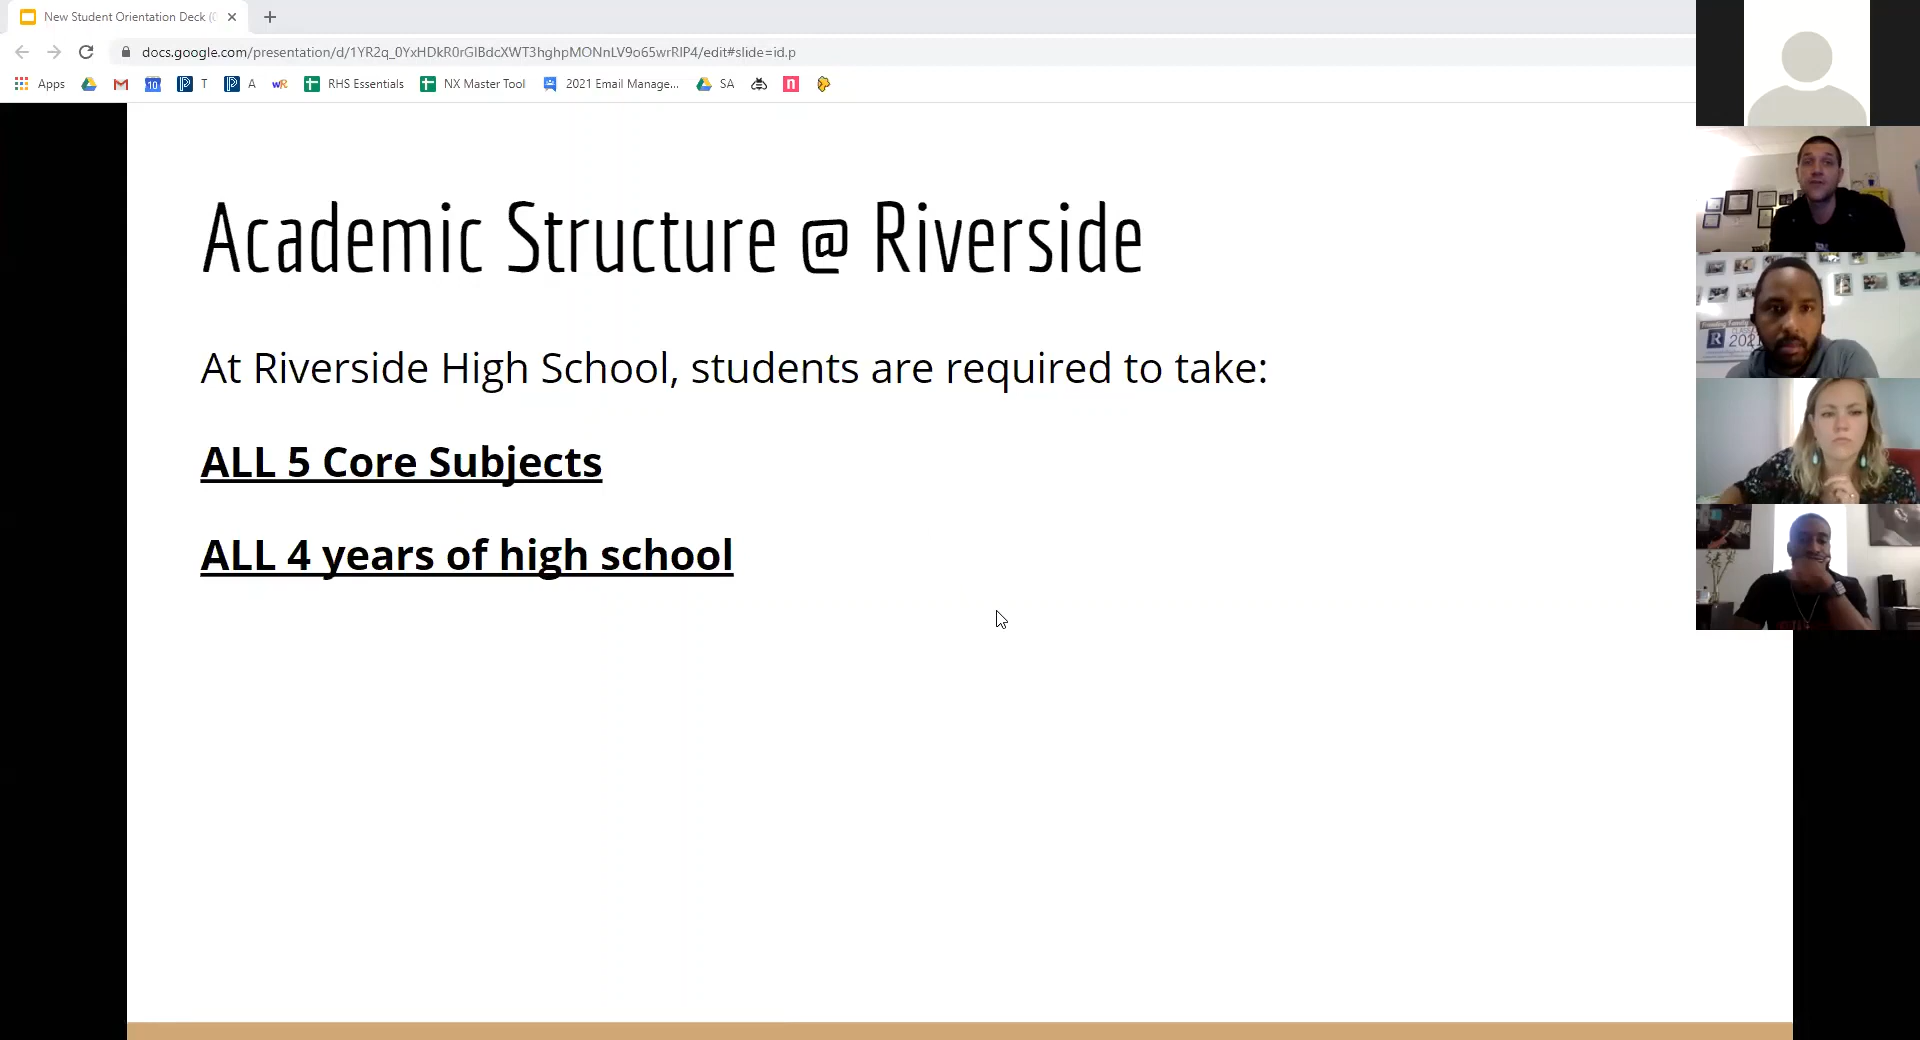 New Student Orientation Deck (
docs.google.com/presentation/d/1YR2q_0YxHDkR0rGIBdcXWT3hghpMONnLV9o65wrRIP4/edit#slide=id.p
Apps
10
T
A
wR
RHS Essentials
NX Master Tool
2021 Email Manage...
SA
n
Academic Structure @ Riverside
At Riverside High School, students are required to take:
ALL 5 Core Subjects
ALL 4 years of high school
R